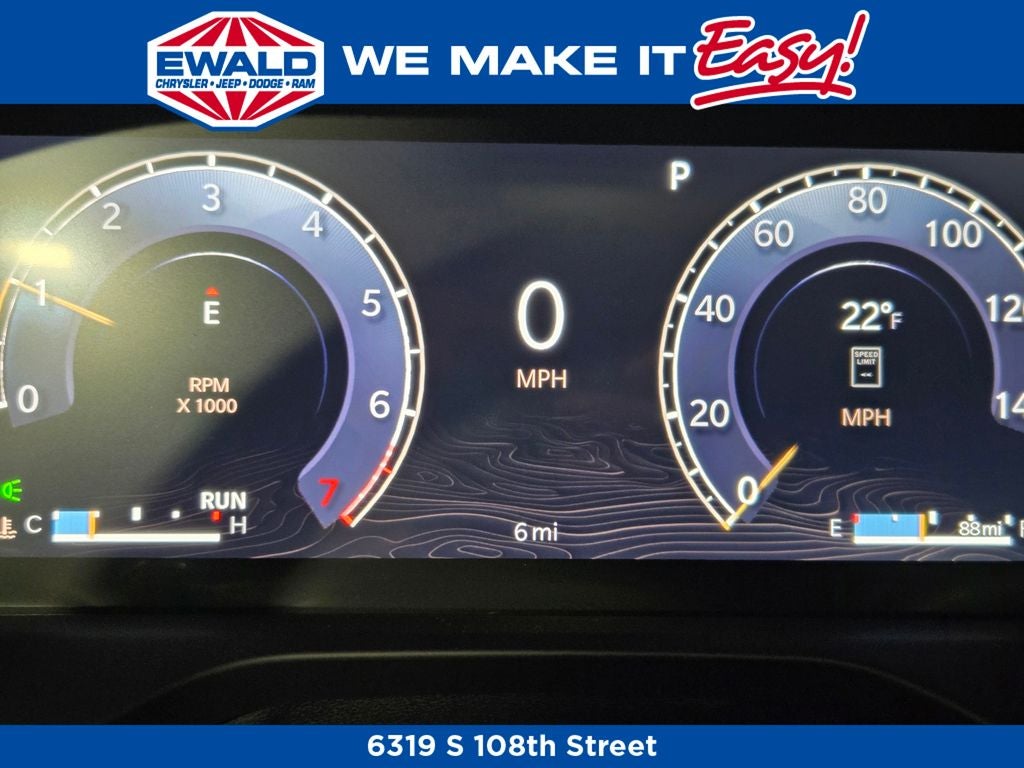 EWALD
CHRYSLER • JEEP • DODGE • RAM
WE MAKE IT Easy!
P
0 1 2 3 4 5 6 7
E
RPM
X 1000
0
MPH
0 20 40 60 80 100 120
22°F
SPEED
LIMIT
--
MPH
RUN
C H
6 mi
E 88mi
6319 S 108th Street